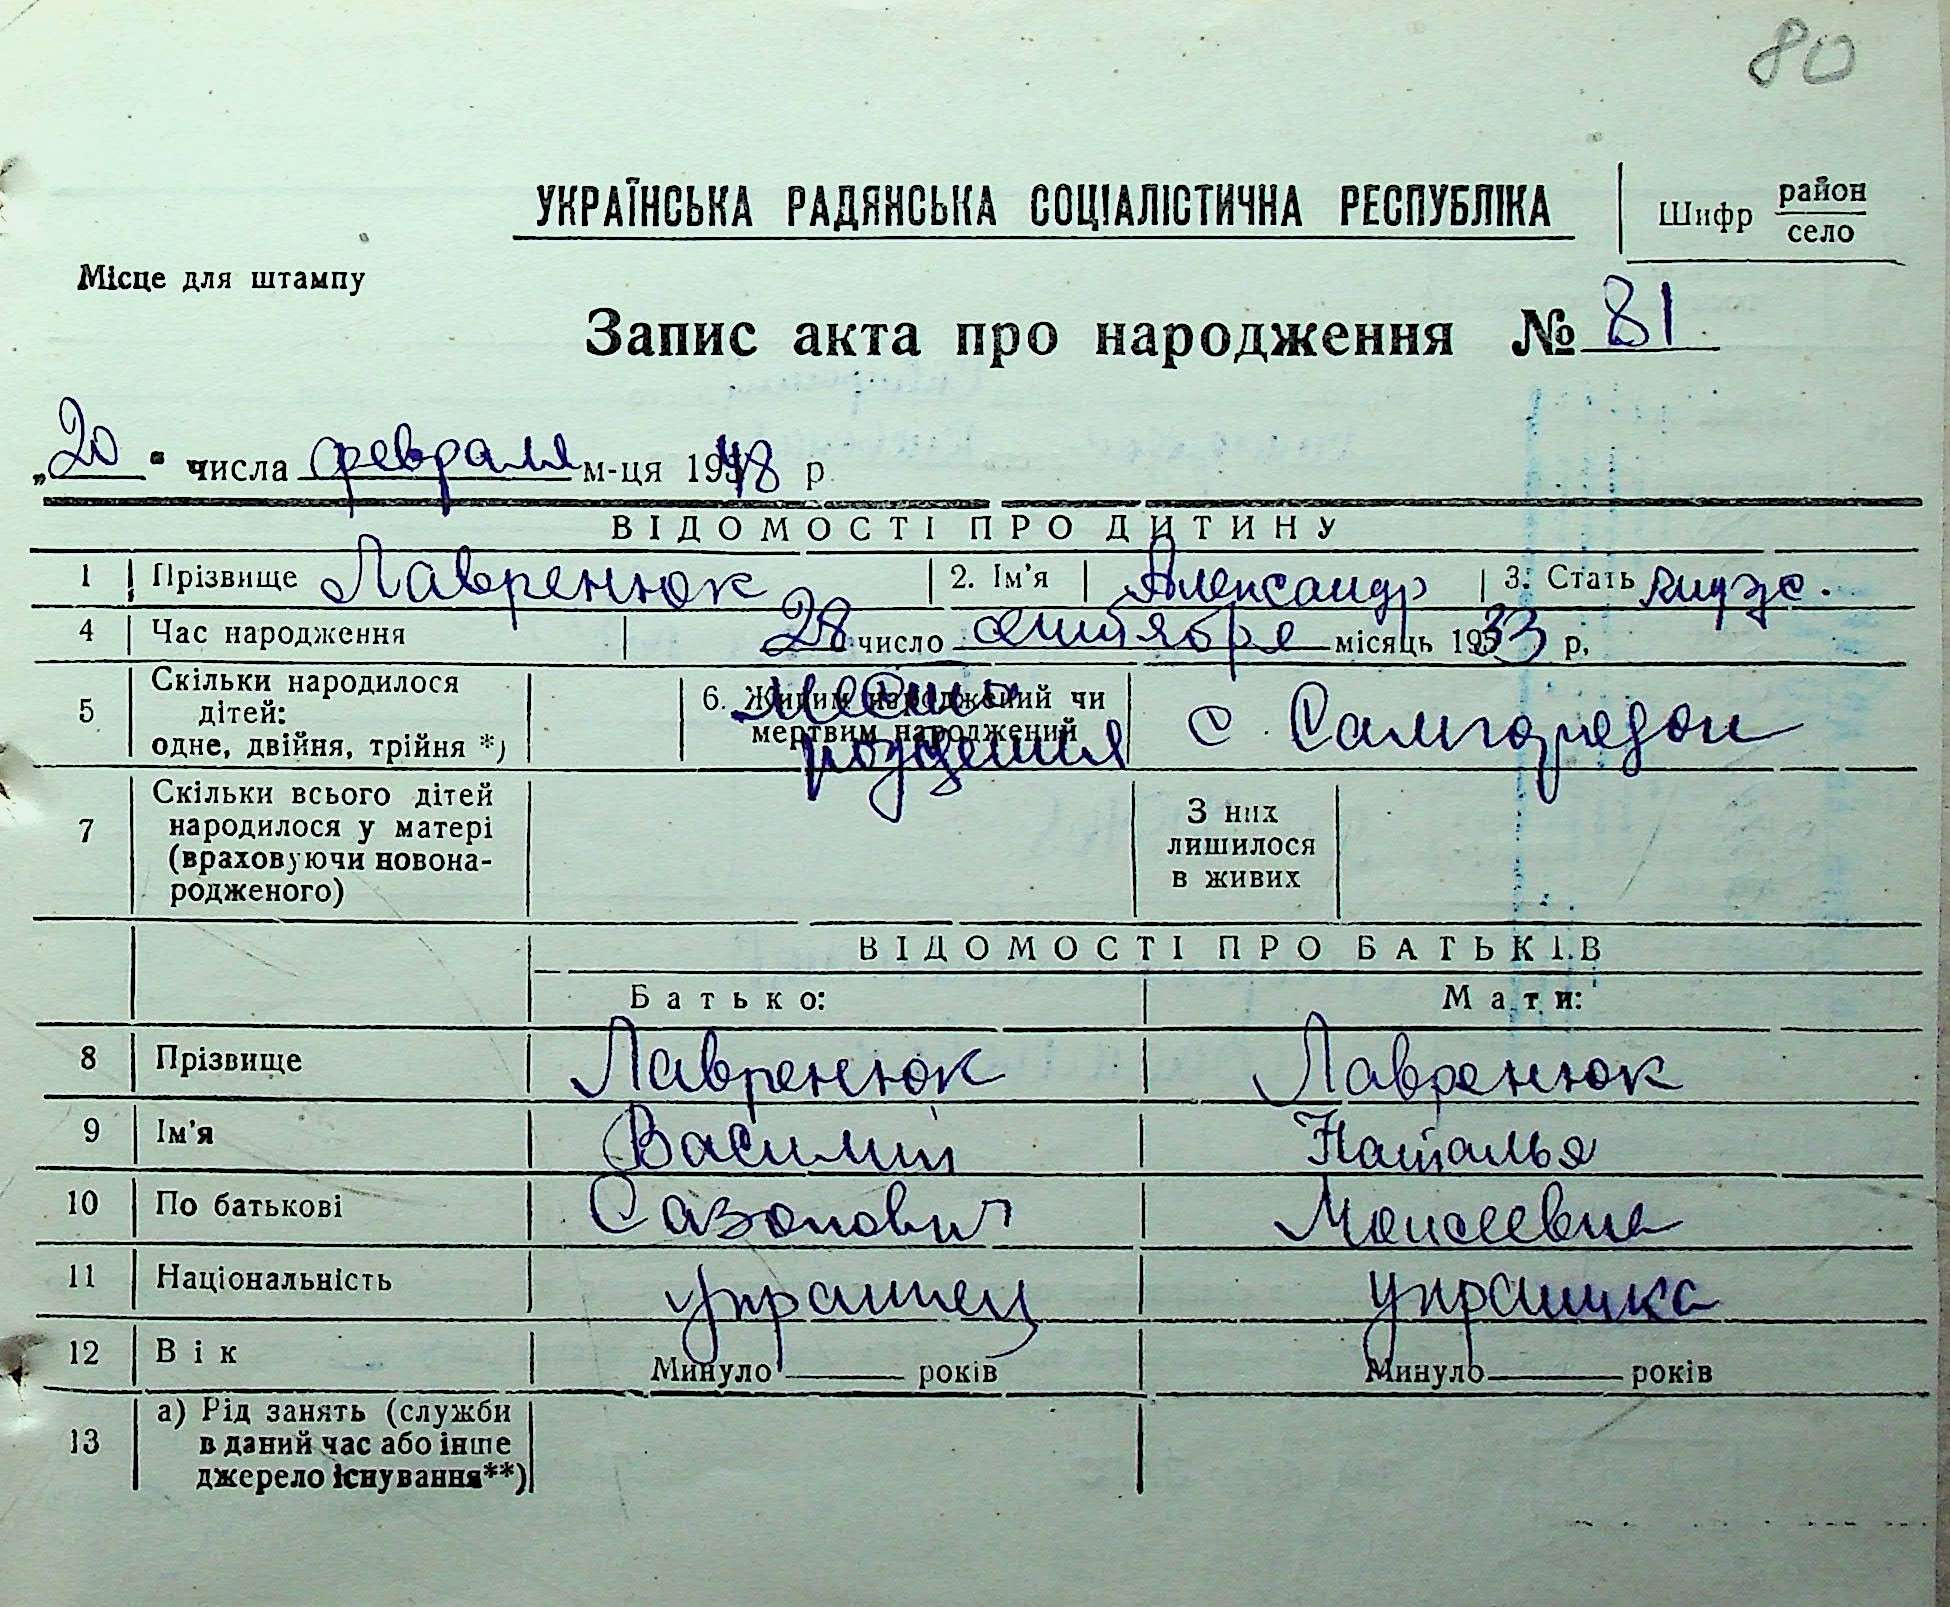 80
УКРАЇНСЬКА РАДЯНСЬКА СОЦІАЛІСТИЧНА РЕСПУБЛІКА
Шифр район
село
Місце для штампу
Запис акта про народження № 81
„20" числа февраля м-ця 1948 р
ВІДОМОСТІ ПРО ДИТИНУ
1 Прізвище Лавренюк 2. Ім'я Александр 3. Стать
4 Час народження 28 число октября місяць 1933 р.
5 Скільки народилося
дітей:
одне, двійня, трійня *)
6. Живим народжений чи
мертвим народжений
место
рождения
с. Самгородок
7 Скільки всього дітей
народилося у матері
(враховуючи новона-
родженого)
З них
лишилося
в живих
ВІДОМОСТІ ПРО БАТЬКІВ
Батько: Мати:
8 Прізвище Лавренюк Лавренюк
9 Ім'я Василий Наталья
10 По батькові Сазонович Моисеевна
11 Національність украинец украинка
12 Вік Минуло років Минуло років
13 а) Рід занять (служби
в даний час або інше
джерело існування**)